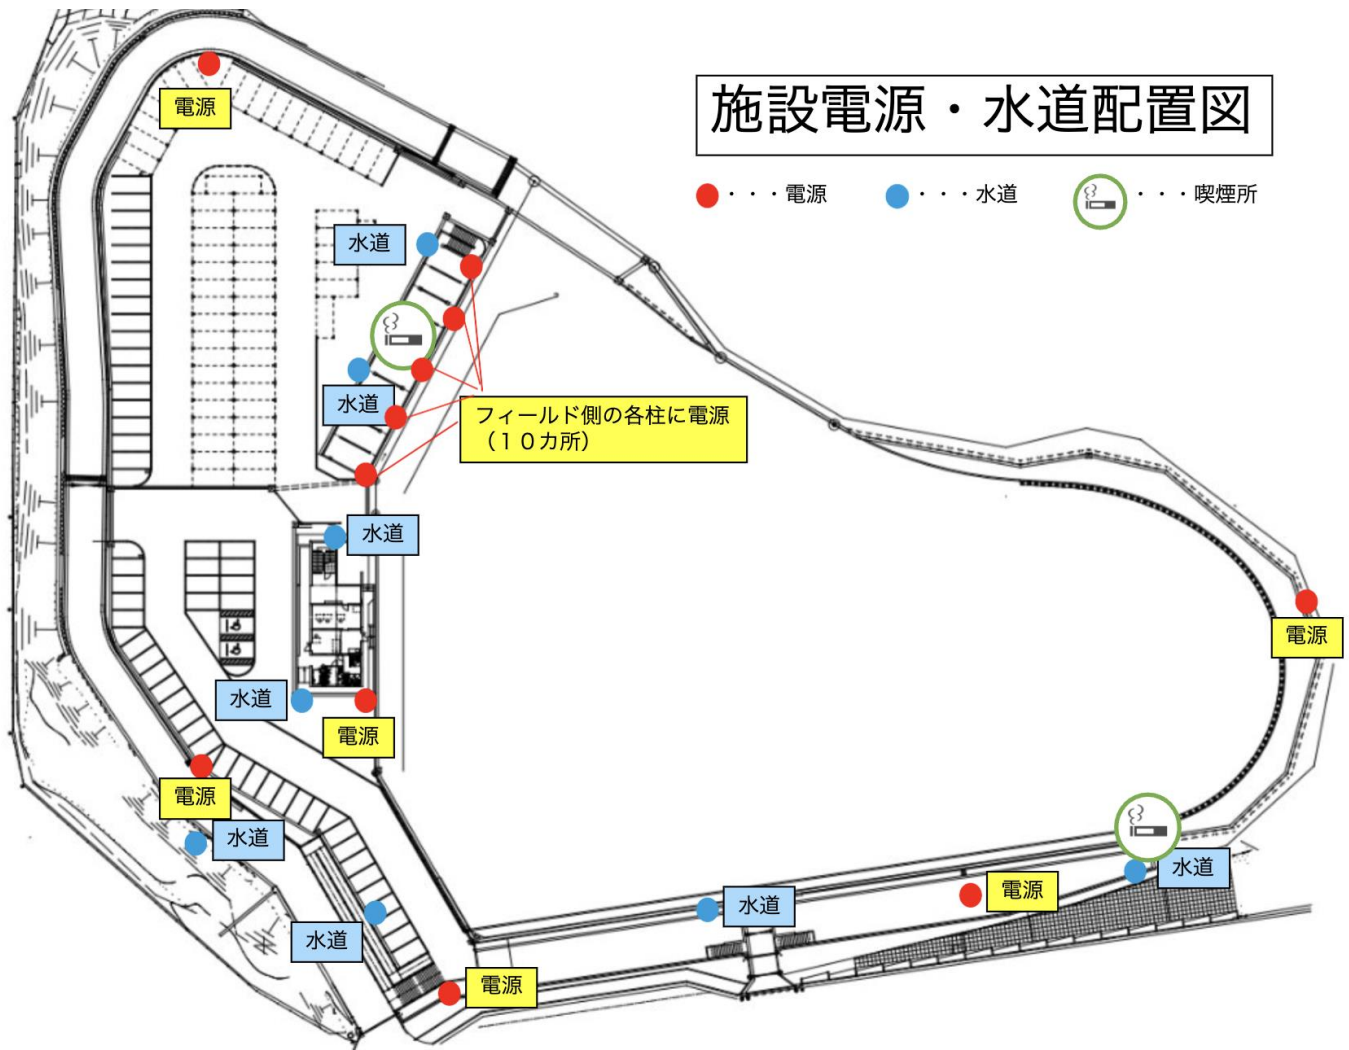 施設電源・水道配置図
・・・電源
・・・水道
・・・喫煙所
電源
水道
水道
フィールド側の各柱に電源
（１０カ所）
水道
電源
水道
電源
電源
水道
水道
電源
水道
電源
水道